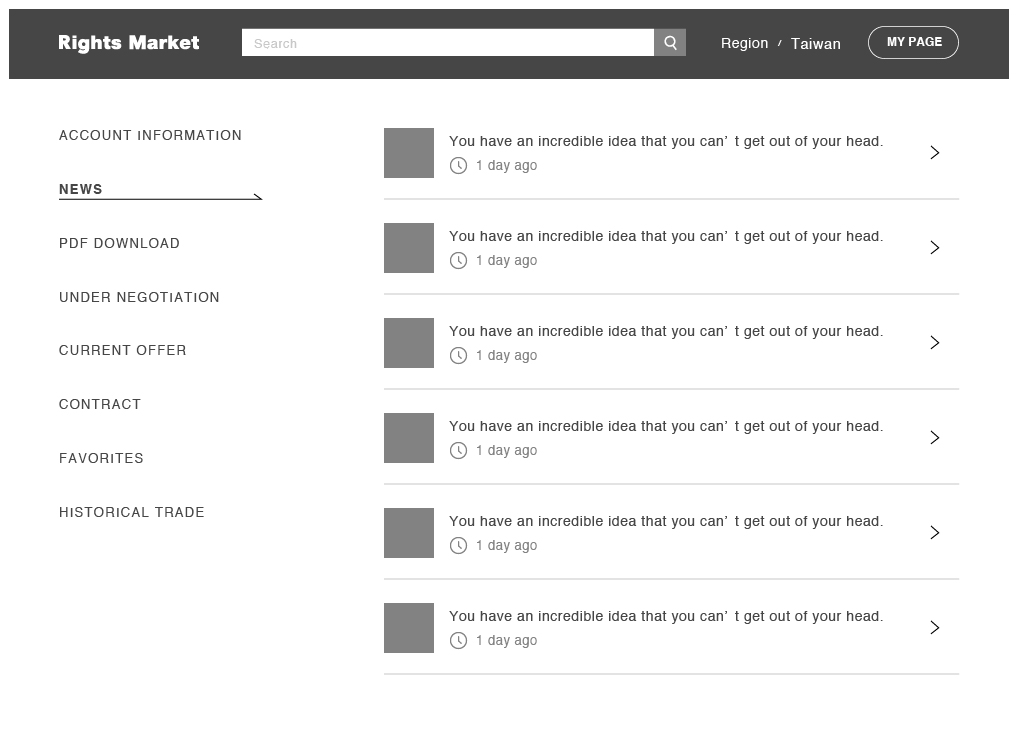 Rights Market
Search
Region / Taiwan
MY PAGE
ACCOUNT INFORMATION
NEWS
PDF DOWNLOAD
UNDER NEGOTIATION
CURRENT OFFER
CONTRACT
FAVORITES
HISTORICAL TRADE
You have an incredible idea that you can’ t get out of your head.
1 day ago
You have an incredible idea that you can’ t get out of your head.
1 day ago
You have an incredible idea that you can’ t get out of your head.
1 day ago
You have an incredible idea that you can’ t get out of your head.
1 day ago
You have an incredible idea that you can’ t get out of your head.
1 day ago
You have an incredible idea that you can’ t get out of your head.
1 day ago